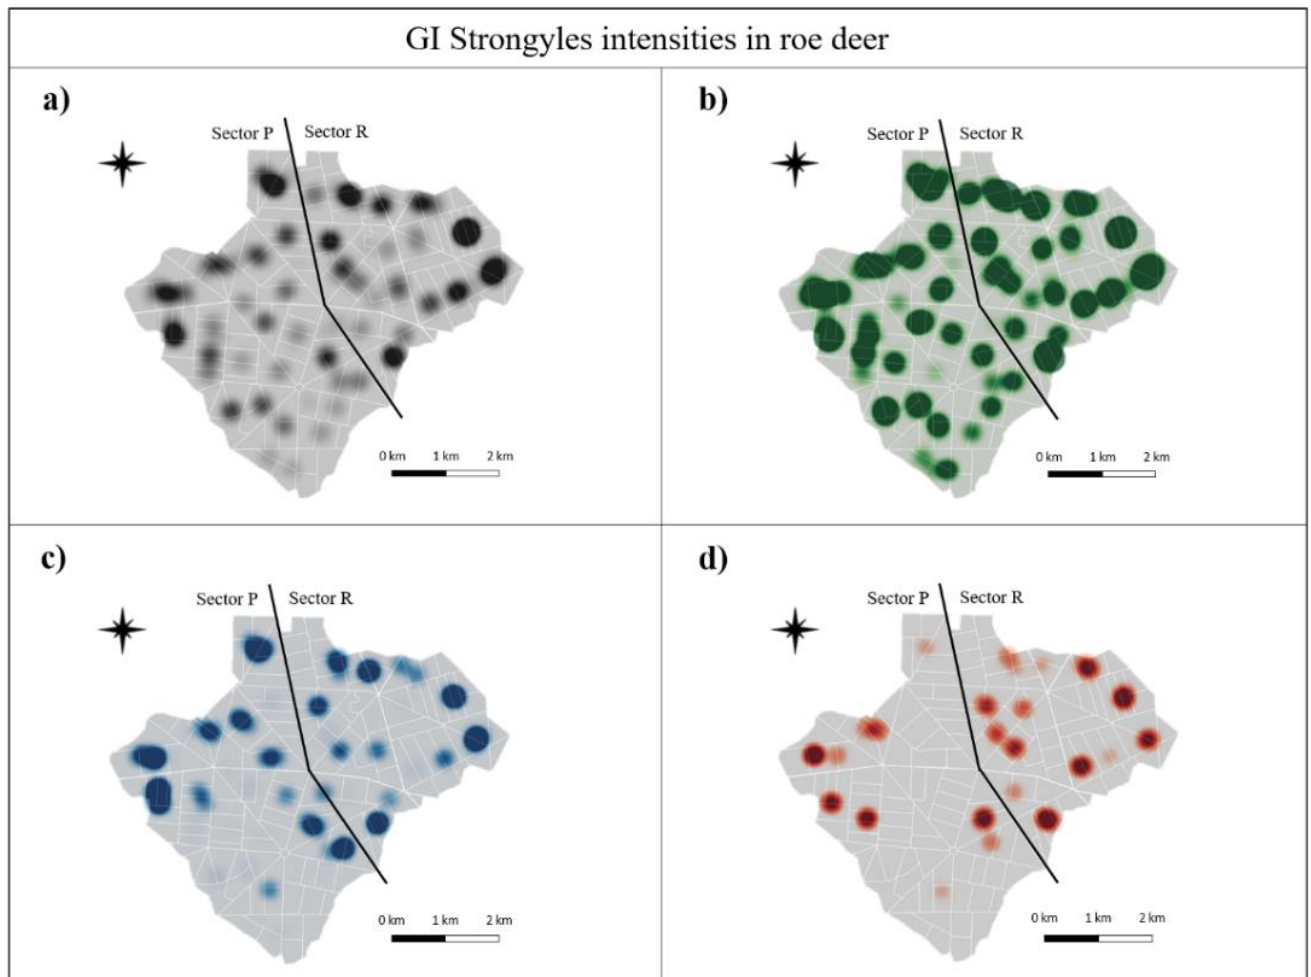 GI Strongyles intensities in roe deer
a)
Sector P Sector R
0 km 1 km 2 km
b)
Sector P Sector R
0 km 1 km 2 km
c)
Sector P Sector R
0 km 1 km 2 km
d)
Sector P Sector R
0 km 1 km 2 km